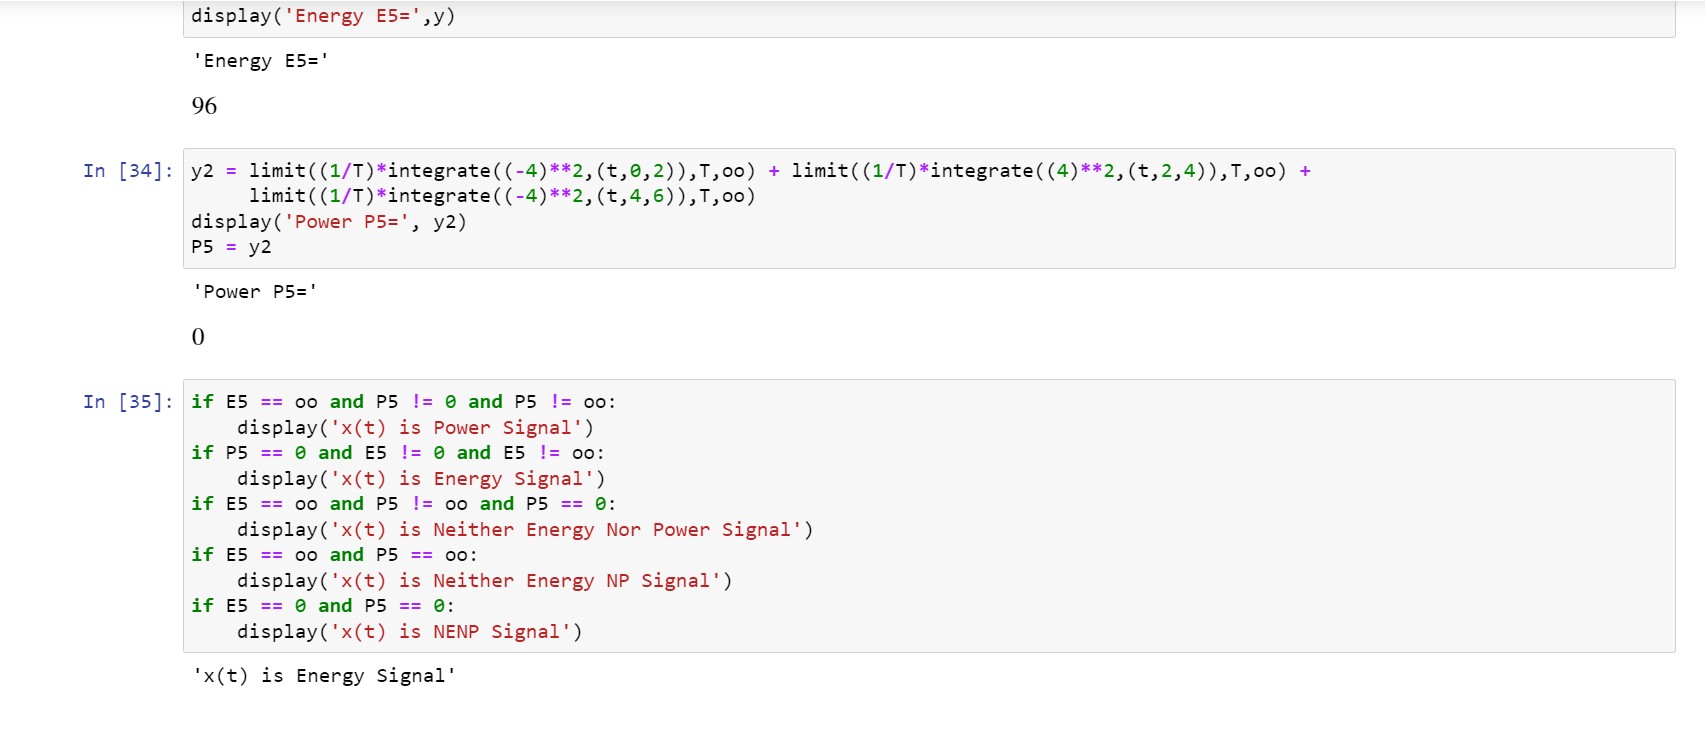 display('Energy E5=',y)
'Energy E5='
96
In [34]: y2 = limit((1/T)*integrate((-4)**2,(t,0,2)),T,oo) + limit((1/T)*integrate((4)**2,(t,2,4)),T,oo) +
     limit((1/T)*integrate((-4)**2,(t,4,6)),T,oo)
display('Power P5=', y2)
P5 = y2
'Power P5='
0
In [35]: if E5 == oo and P5 != 0 and P5 != oo:
    display('x(t) is Power Signal')
if P5 == 0 and E5 != 0 and E5 != oo:
    display('x(t) is Energy Signal')
if E5 == oo and P5 != oo and P5 == 0:
    display('x(t) is Neither Energy Nor Power Signal')
if E5 == oo and P5 == oo:
    display('x(t) is Neither Energy NP Signal')
if E5 == 0 and P5 == 0:
    display('x(t) is NENP Signal')
'x(t) is Energy Signal'